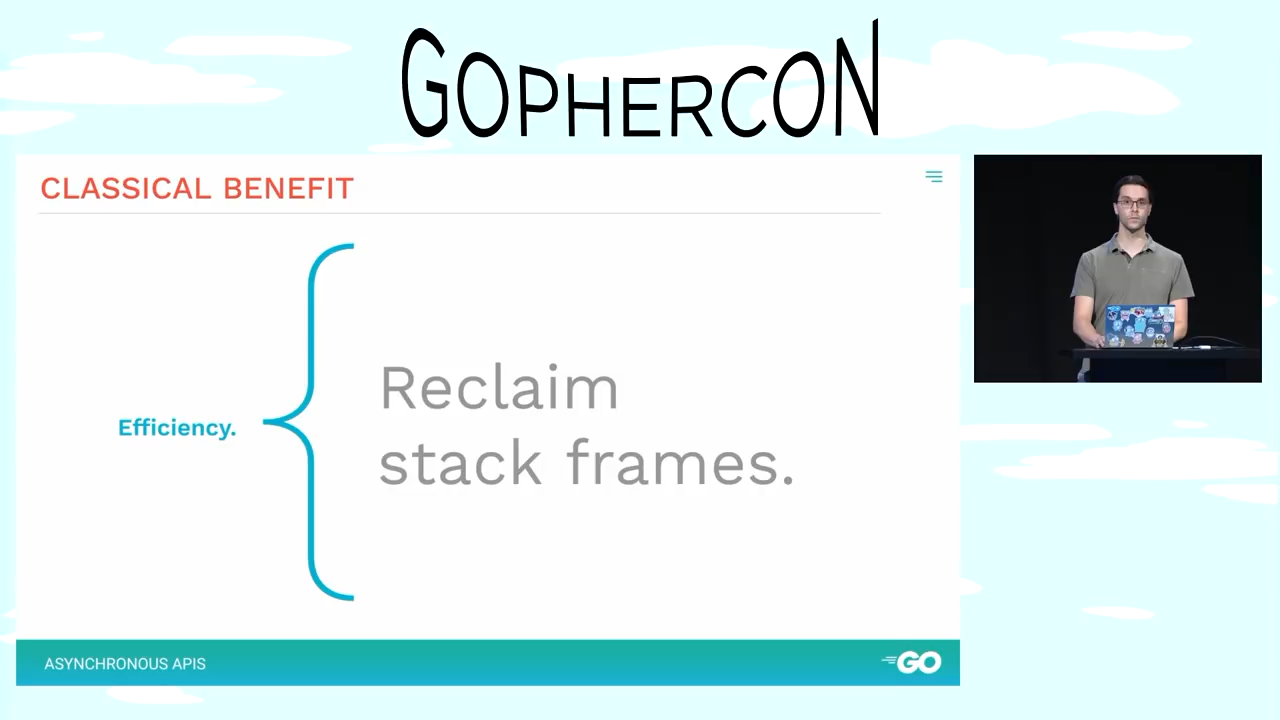 GOPHERCON
CLASSICAL BENEFIT
Efficiency.
Reclaim
stack frames.
ASYNCHRONOUS APIS
GO